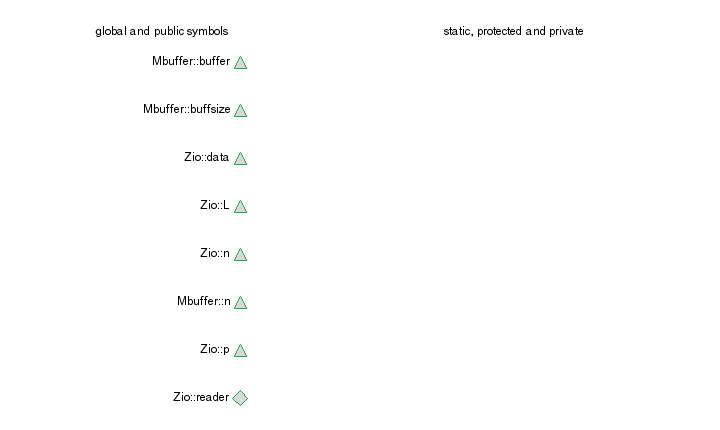 global and public symbols
static, protected and private
Mbuffer::buffer
Mbuffer::buffsize
Zio::data
Zio::L
Zio::n
Mbuffer::n
Zio::p
Zio::reader